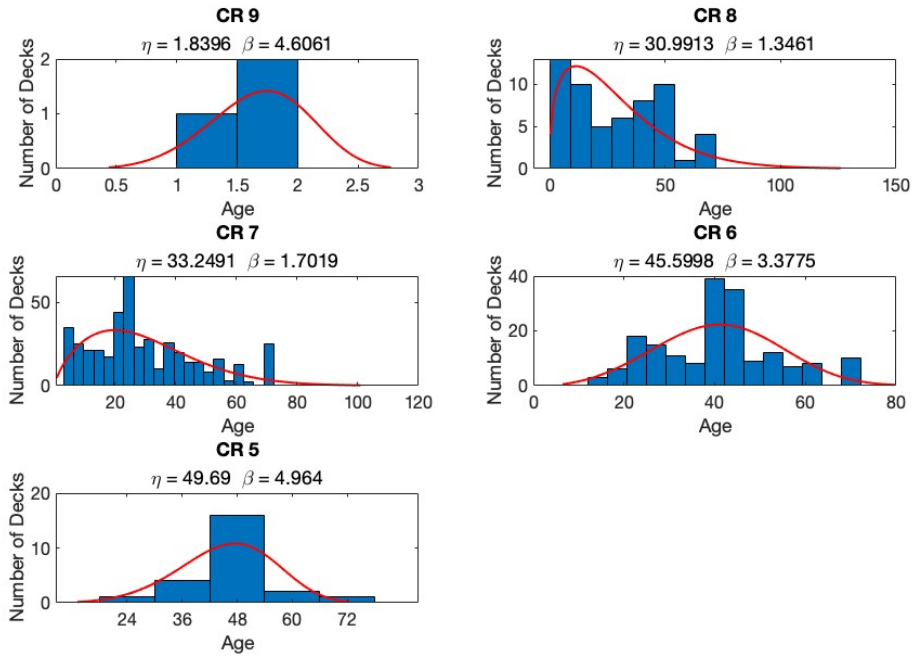 CR 9
η = 1.8396 β = 4.6061
Number of Decks
2
1
0
0 0.5 1 1.5 2 2.5 3
Age
CR 8
η = 30.9913 β = 1.3461
Number of Decks
10
5
0
0 50 100 150
Age
CR 7
η = 33.2491 β = 1.7019
Number of Decks
50
0
20 40 60 80 100 120
Age
CR 6
η = 45.5998 β = 3.3775
Number of Decks
40
20
0
0 20 40 60 80
Age
CR 5
η = 49.69 β = 4.964
Number of Decks
20
10
0
24 36 48 60 72
Age